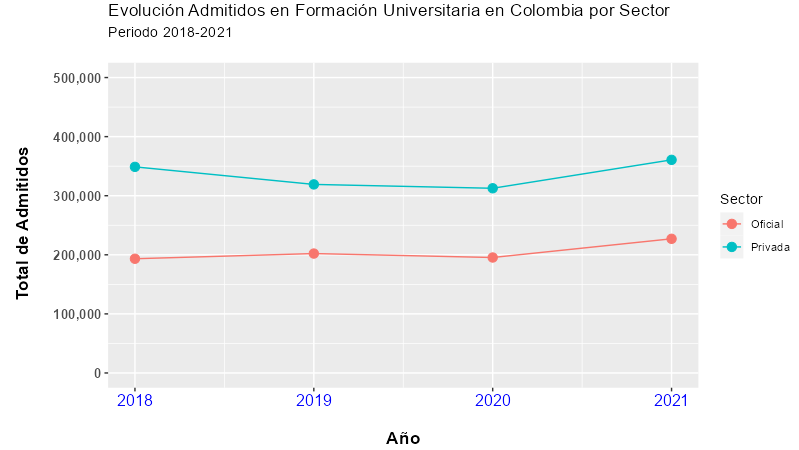 Evolución Admitidos en Formación Universitaria en Colombia por Sector
Periodo 2018-2021
Total de Admitidos
500,000
400,000
300,000
200,000
100,000
0
2018 2019 2020 2021
Año
Sector
Oficial
Privada